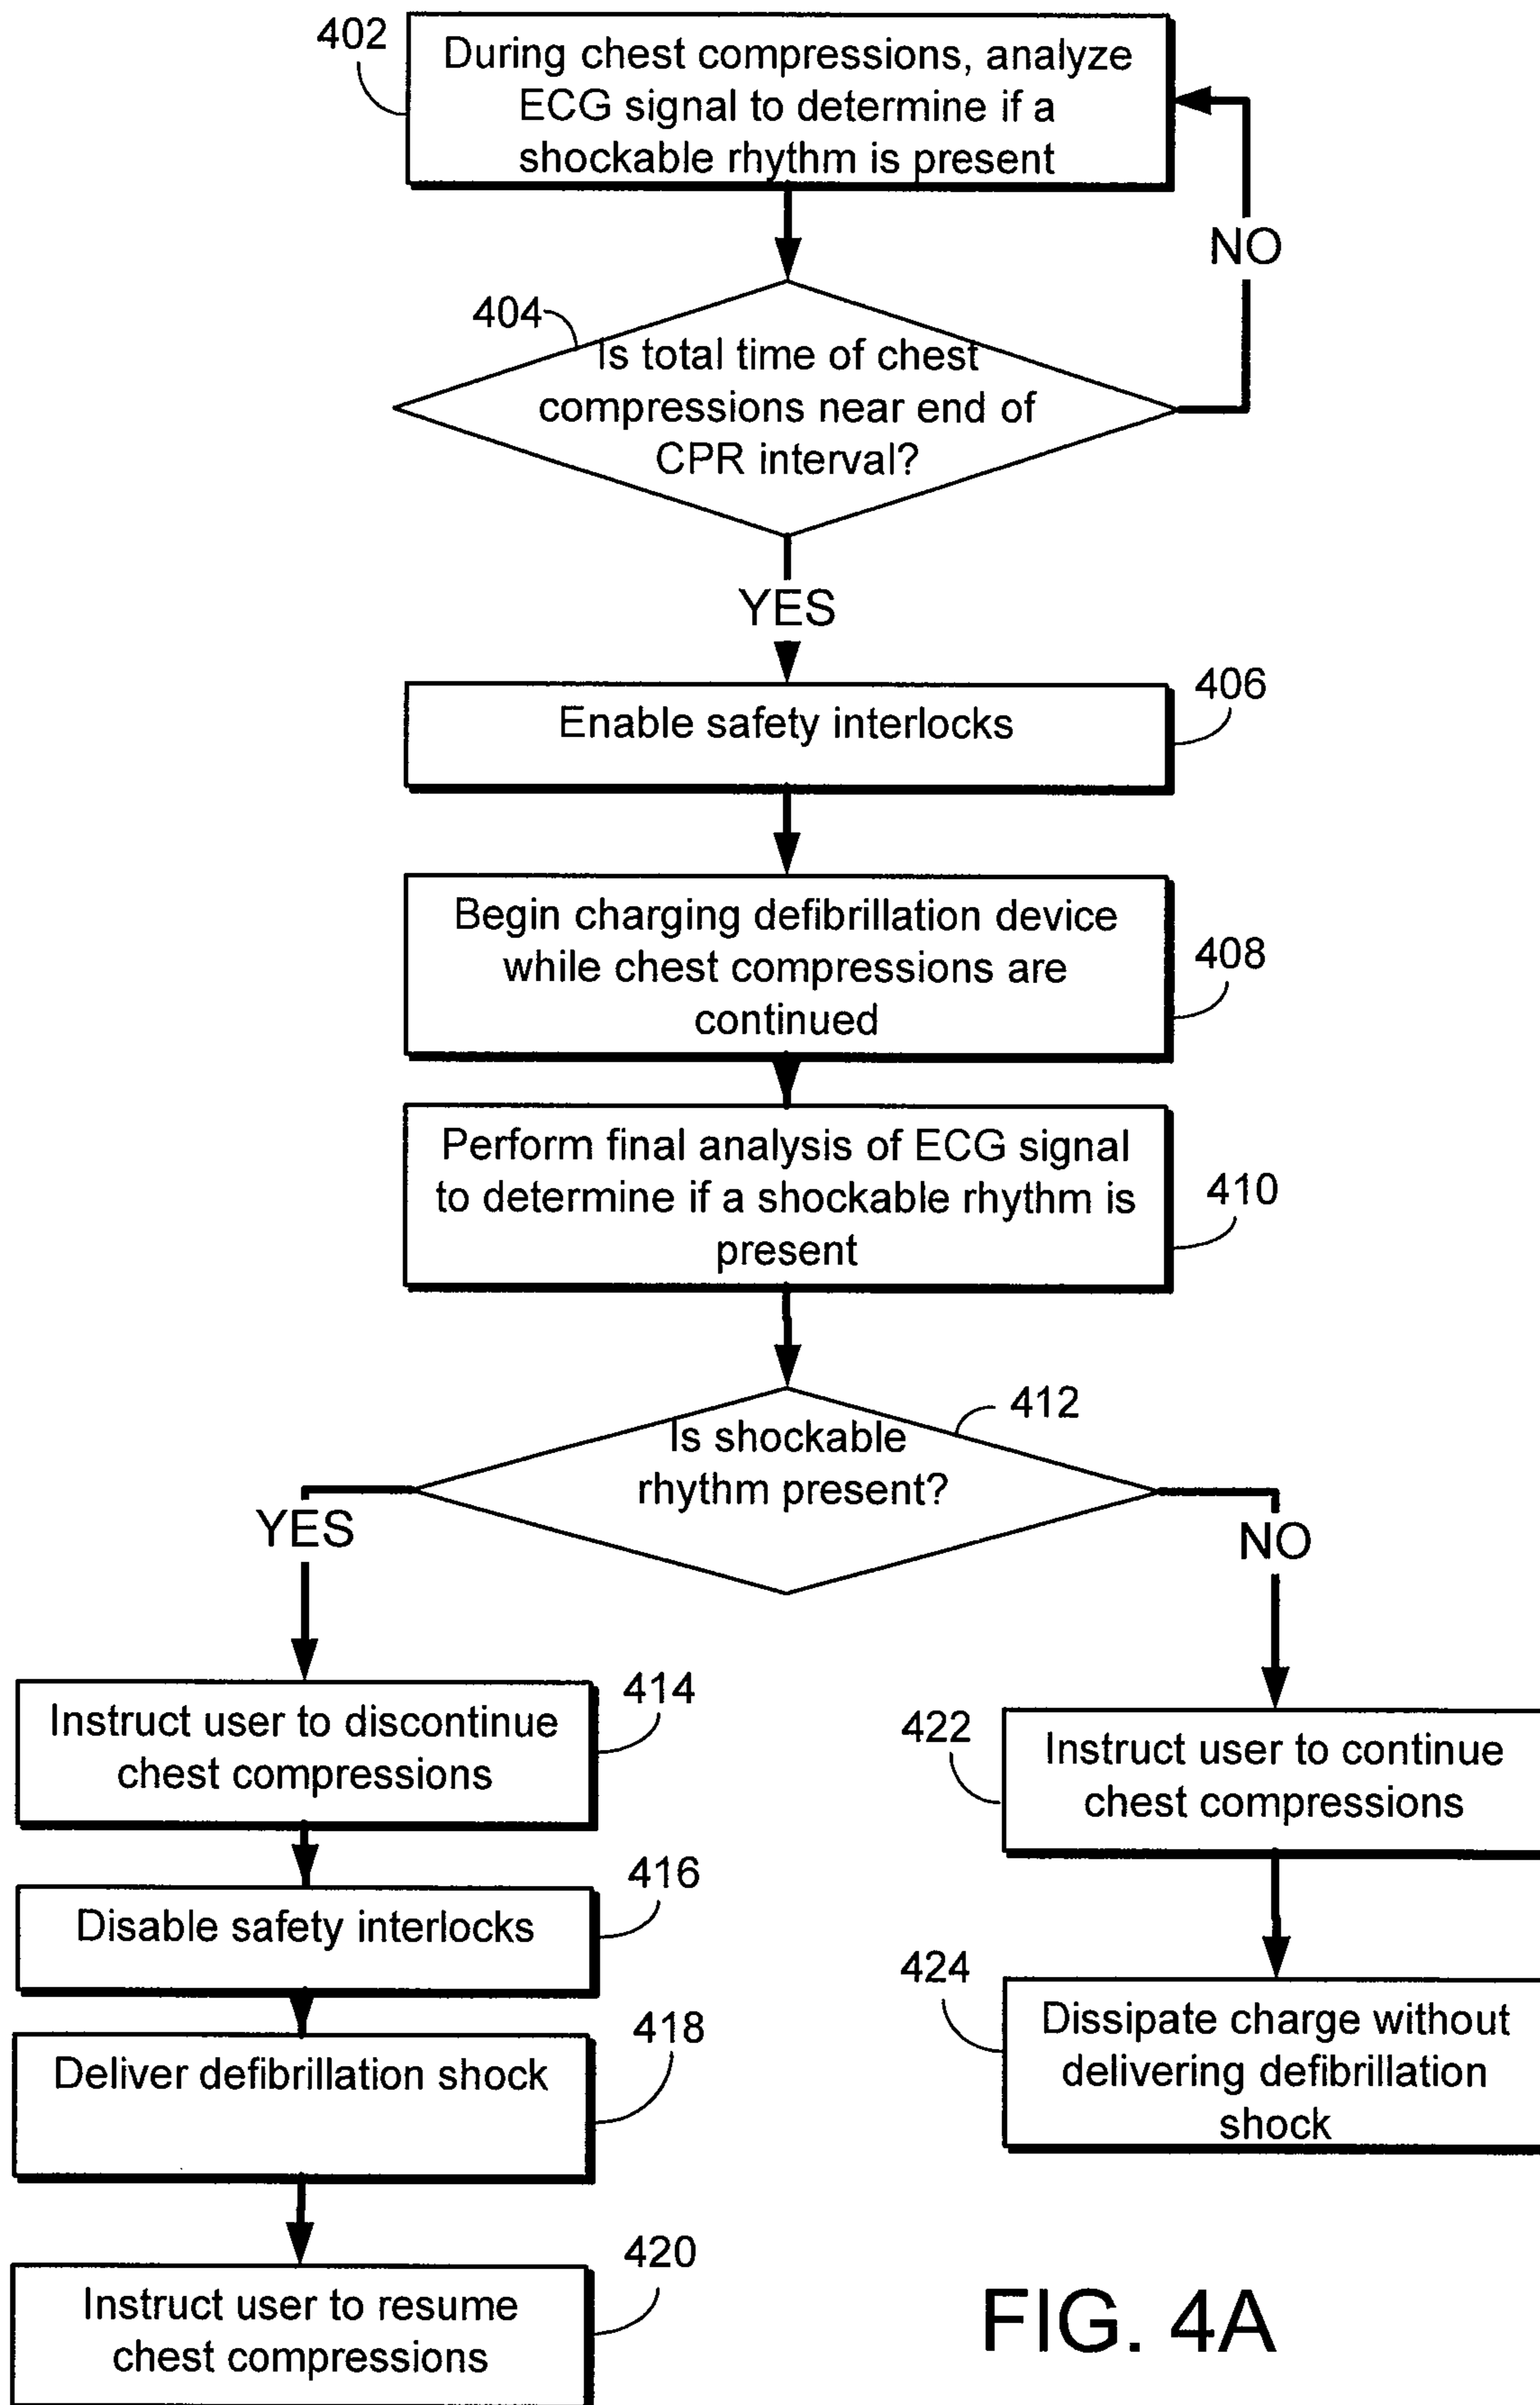 402
During chest compressions, analyze
ECG signal to determine if a
shockable rhythm is present
NO
404
Is total time of chest
compressions near end of
CPR interval?
YES
406
Enable safety interlocks
Begin charging defibrillation device
while chest compressions are
continued
408
Perform final analysis of ECG signal
to determine if a shockable rhythm is
present
410
412
Is shockable
rhythm present?
YES
NO
414
Instruct user to discontinue
chest compressions
422
Instruct user to continue
chest compressions
416
Disable safety interlocks
424
Dissipate charge without
delivering defibrillation
shock
418
Deliver defibrillation shock
420
Instruct user to resume
chest compressions
FIG. 4A